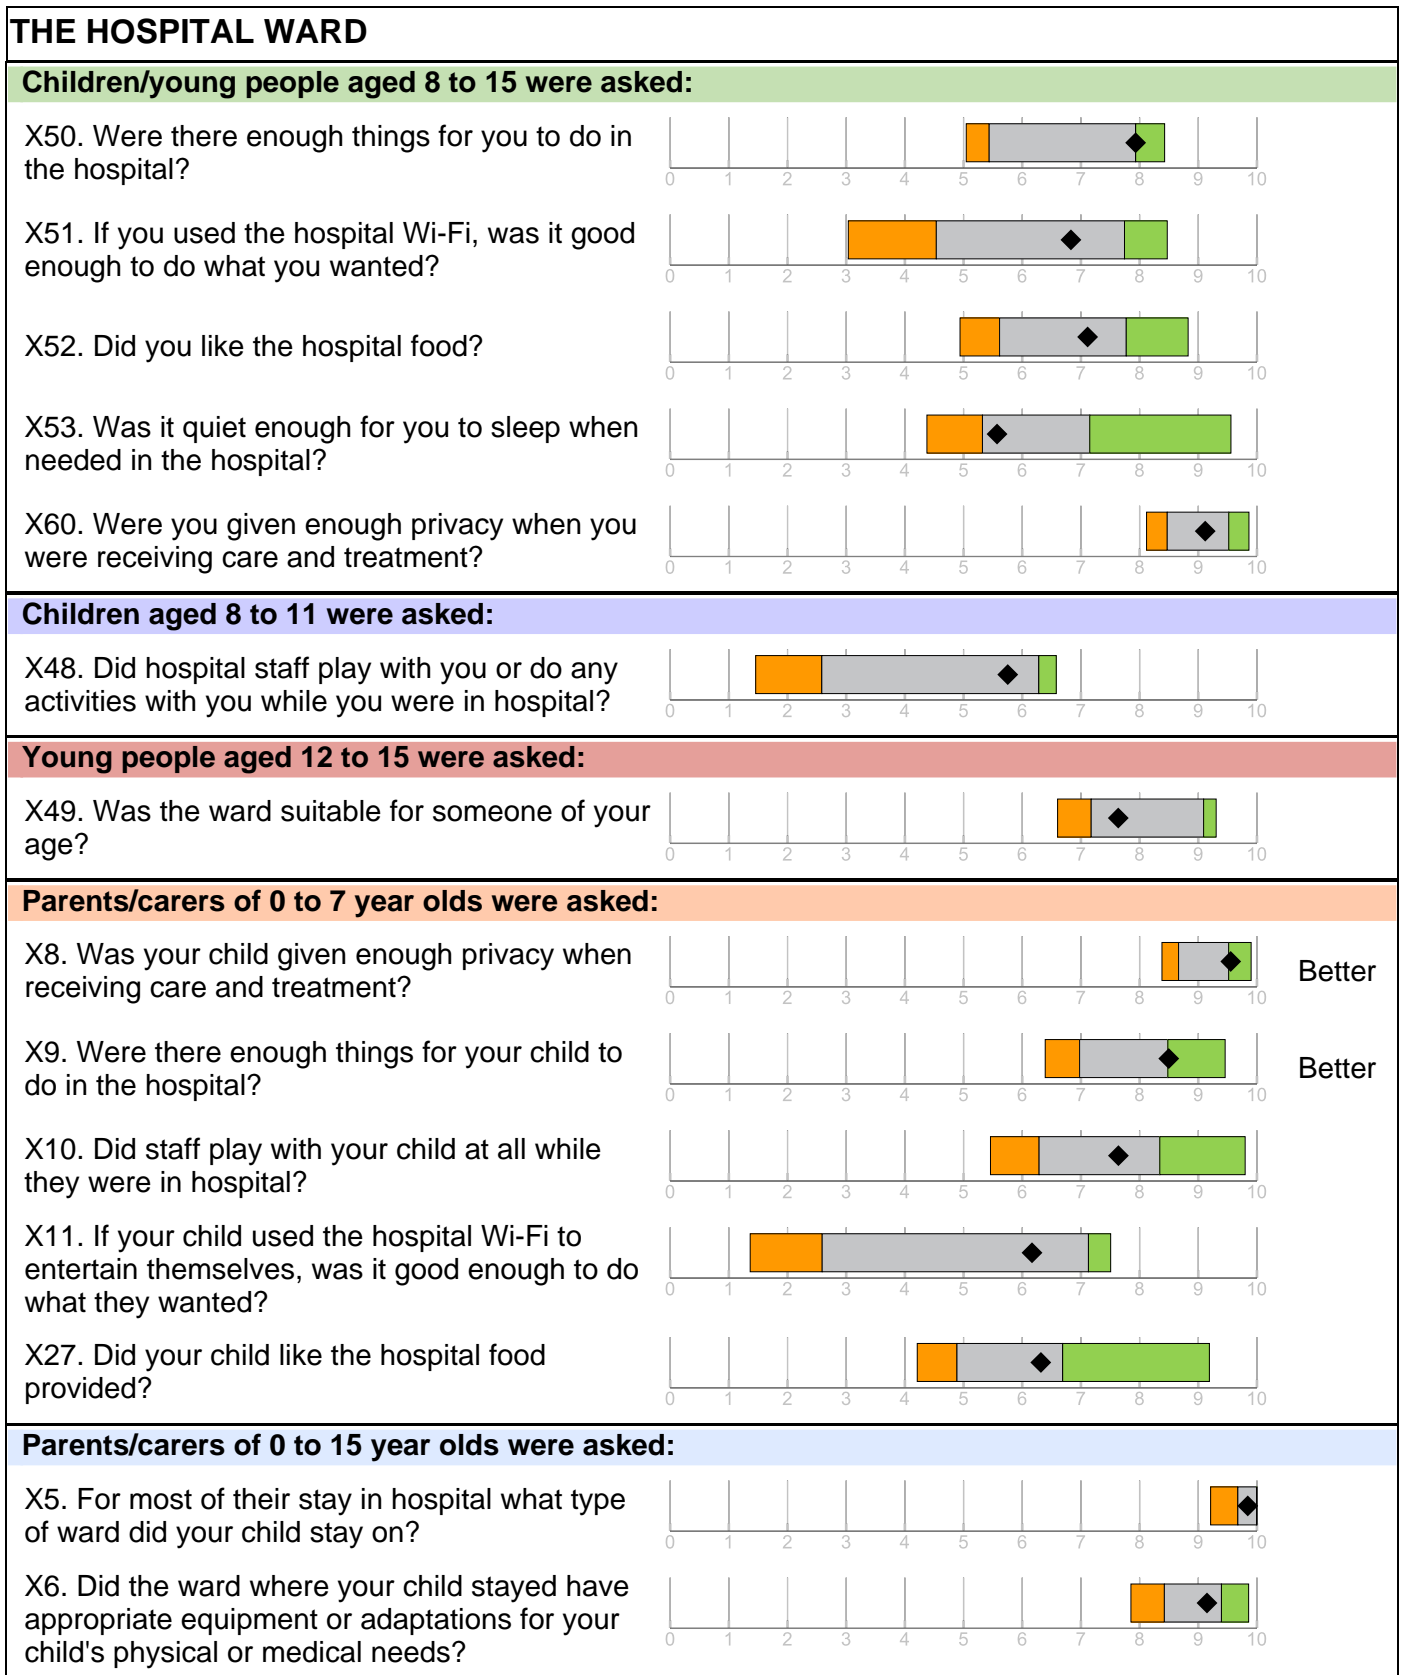 THE HOSPITAL WARD
Children/young people aged 8 to 15 were asked:
X50. Were there enough things for you to do in
the hospital?
0 1 2 3 4 5 6 7 8 9 10
X51. If you used the hospital Wi-Fi, was it good
enough to do what you wanted?
0 1 2 3 4 5 6 7 8 9 10
X52. Did you like the hospital food?
0 1 2 3 4 5 6 7 8 9 10
X53. Was it quiet enough for you to sleep when
needed in the hospital?
0 1 2 3 4 5 6 7 8 9 10
X60. Were you given enough privacy when you
were receiving care and treatment?
0 1 2 3 4 5 6 7 8 9 10
Children aged 8 to 11 were asked:
X48. Did hospital staff play with you or do any
activities with you while you were in hospital?
0 1 2 3 4 5 6 7 8 9 10
Young people aged 12 to 15 were asked:
X49. Was the ward suitable for someone of your
age?
0 1 2 3 4 5 6 7 8 9 10
Parents/carers of 0 to 7 year olds were asked:
X8. Was your child given enough privacy when
receiving care and treatment?
0 1 2 3 4 5 6 7 8 9 10
Better
X9. Were there enough things for your child to
do in the hospital?
0 1 2 3 4 5 6 7 8 9 10
Better
X10. Did staff play with your child at all while
they were in hospital?
0 1 2 3 4 5 6 7 8 9 10
X11. If your child used the hospital Wi-Fi to
entertain themselves, was it good enough to do
what they wanted?
0 1 2 3 4 5 6 7 8 9 10
X27. Did your child like the hospital food
provided?
0 1 2 3 4 5 6 7 8 9 10
Parents/carers of 0 to 15 year olds were asked:
X5. For most of their stay in hospital what type
of ward did your child stay on?
0 1 2 3 4 5 6 7 8 9 10
X6. Did the ward where your child stayed have
appropriate equipment or adaptations for your
child's physical or medical needs?
0 1 2 3 4 5 6 7 8 9 10